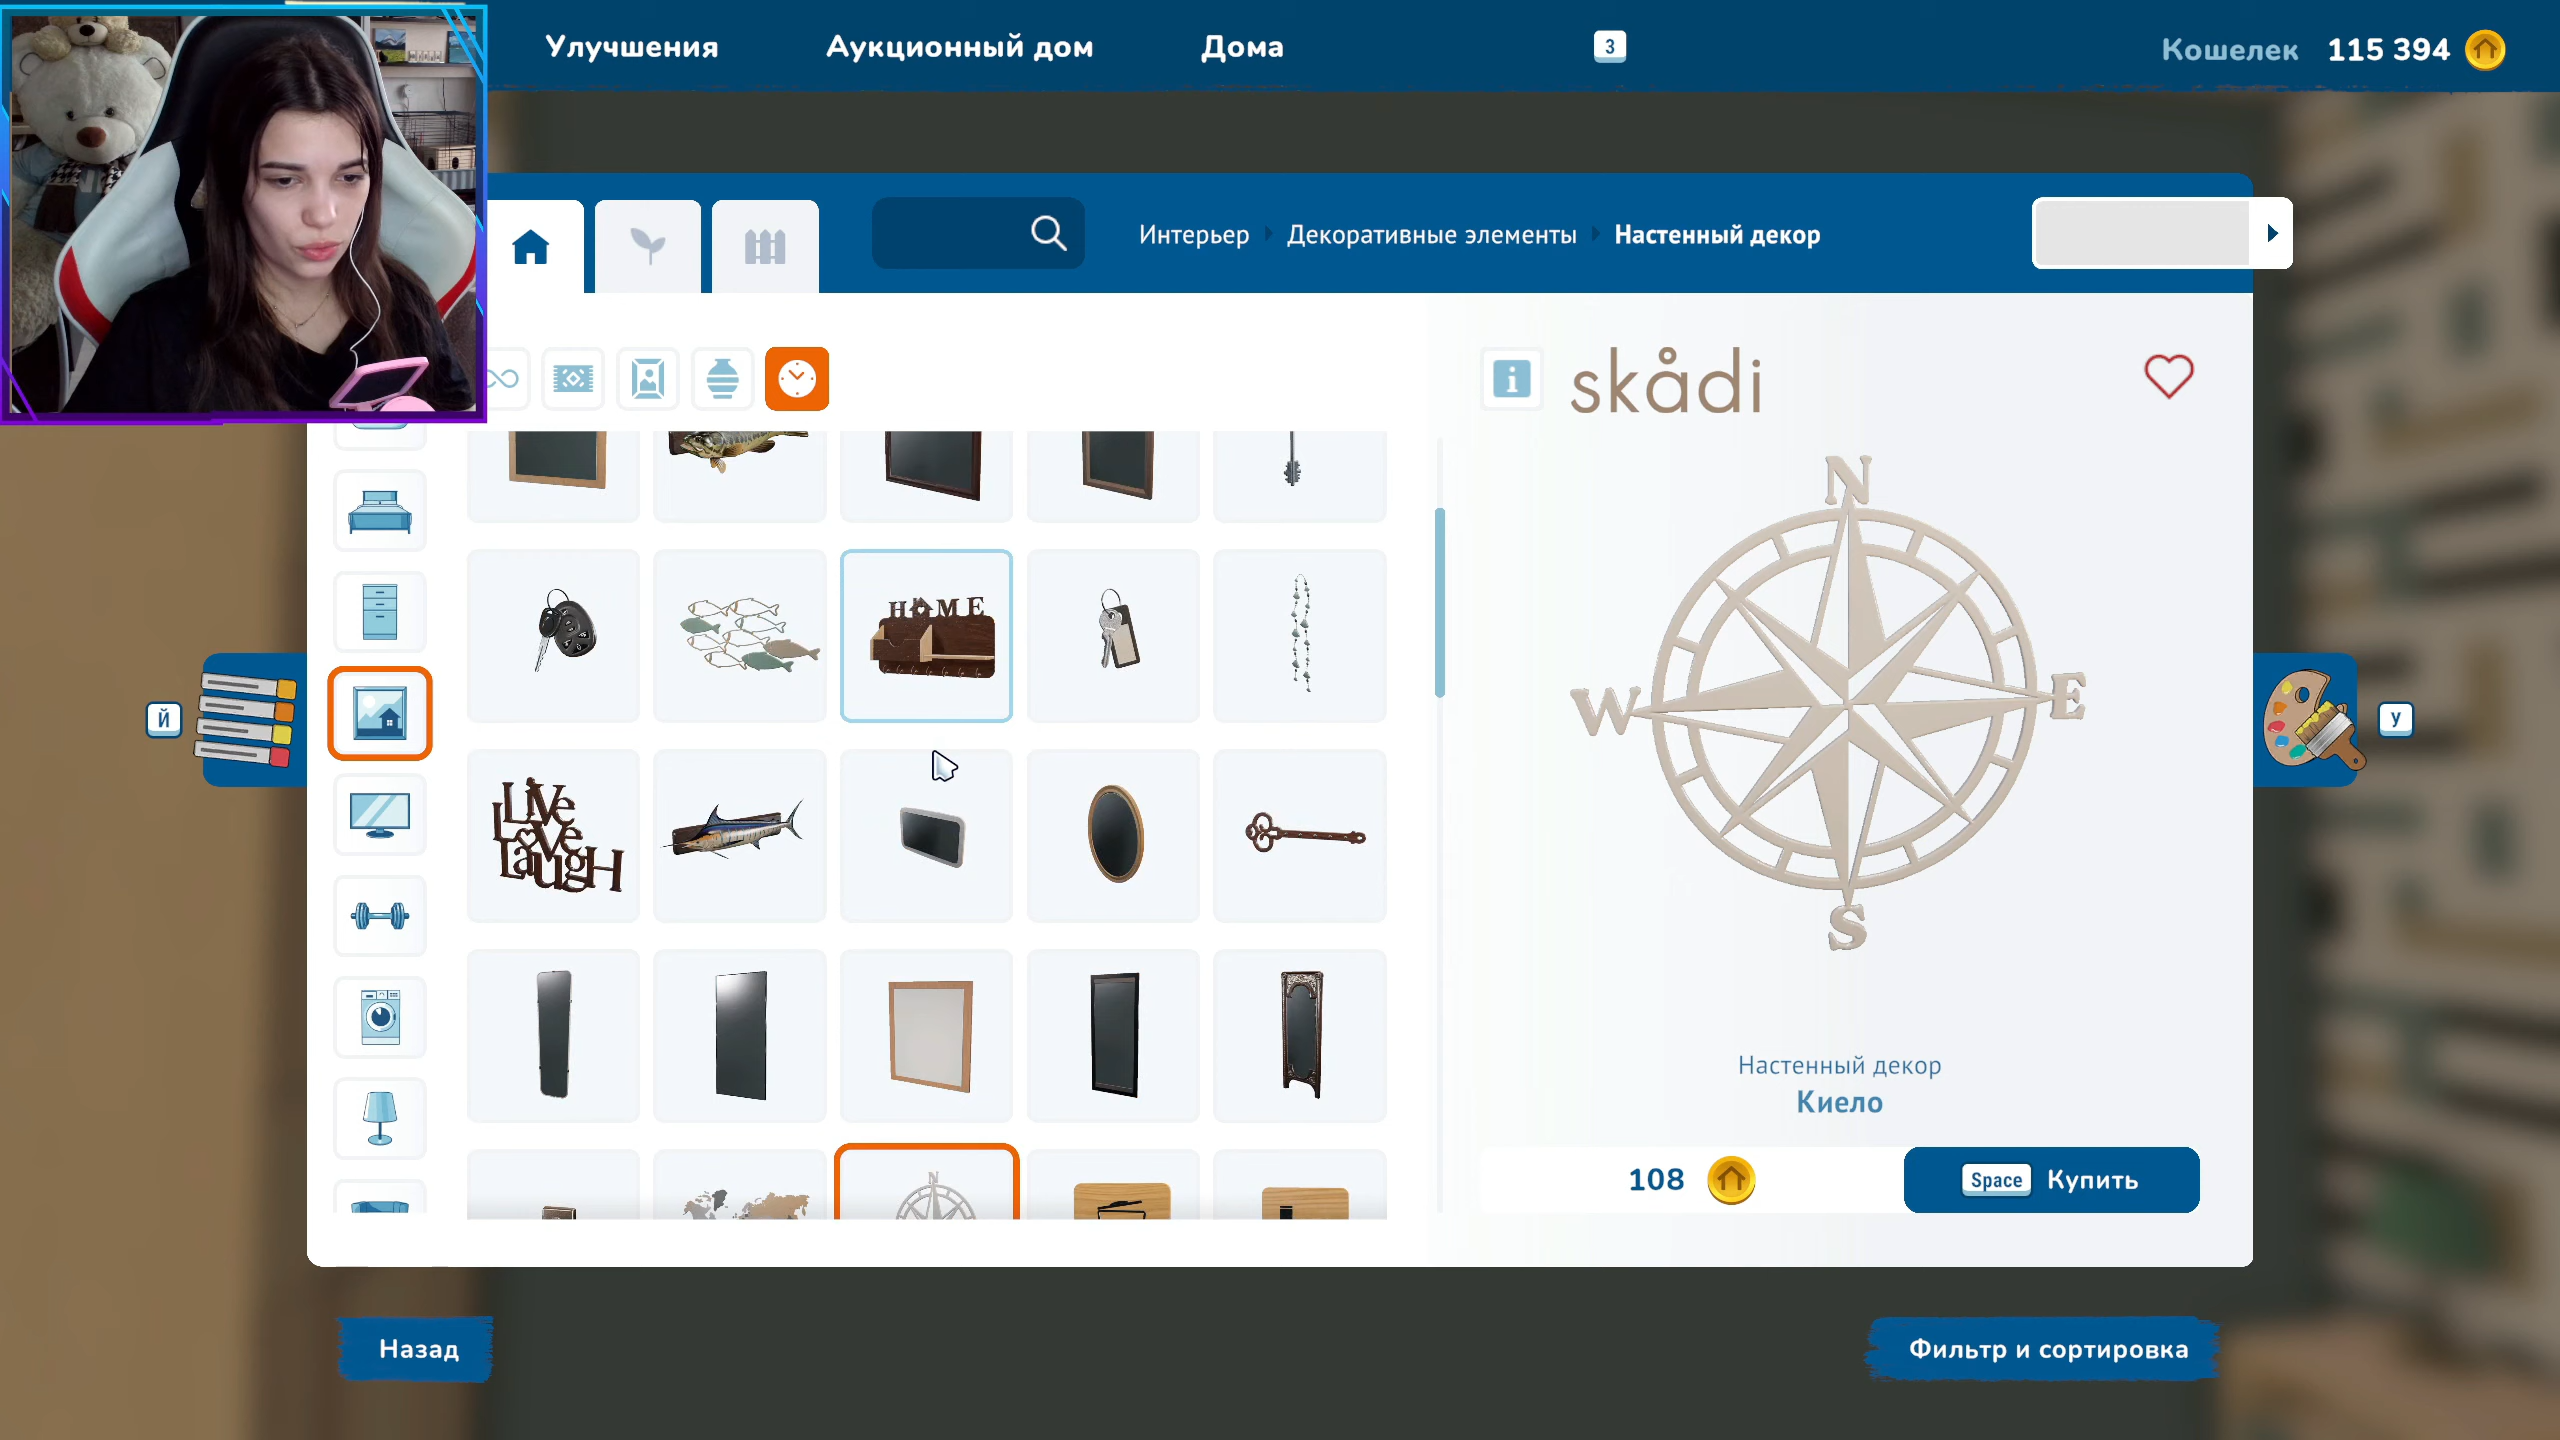 Улучшения
Аукционный дом
Дома
3
Кошелек 115 394
Интерьер
Декоративные элементы
Настенный декор
i
skådi
N
W
E
S
HOME
Live
Love
Laugh
N
Й
У
Настенный декор
Киело
108
Space
Купить
Назад
Фильтр и сортировка